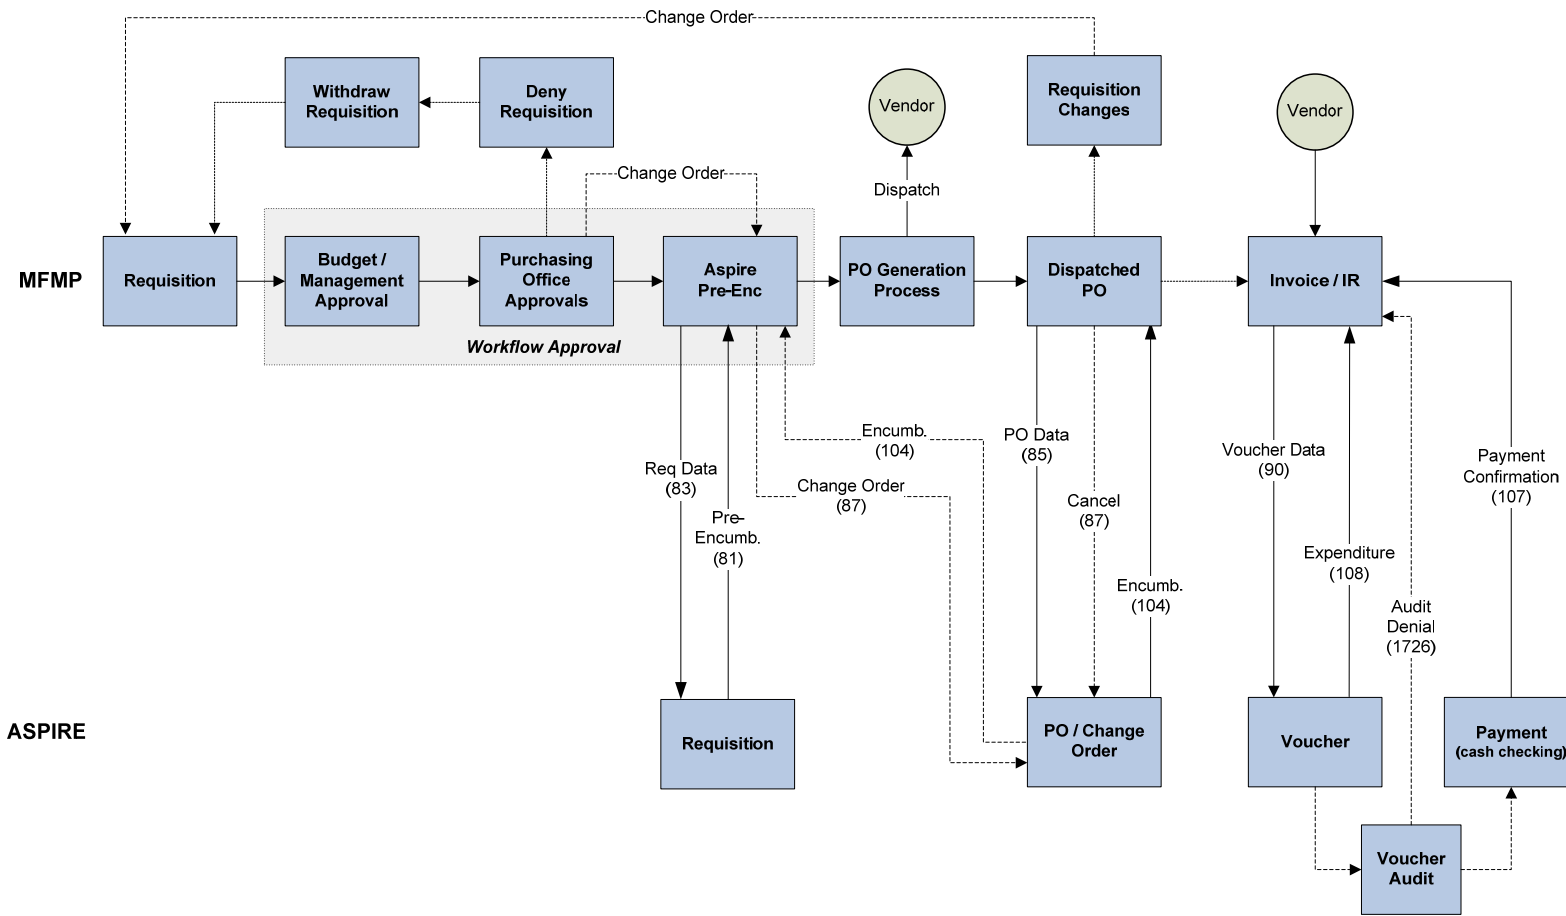 Change Order
Withdraw
Requisition
Deny
Requisition
Vendor
Requisition
Changes
Vendor
Change Order
Dispatch
MFMP
Requisition
Budget /
Management
Approval
Purchasing
Office
Approvals
Aspire
Pre-Enc
PO Generation
Process
Dispatched
PO
Invoice / IR
Workflow Approval
Req Data
(83)
Pre-
Encumb.
(81)
Encumb.
(104)
Change Order
(87)
PO Data
(85)
Cancel
(87)
Encumb.
(104)
Voucher Data
(90)
Expenditure
(108)
Audit
Denial
(1726)
Payment
Confirmation
(107)
ASPIRE
Requisition
PO / Change
Order
Voucher
Payment
(cash checking)
Voucher
Audit